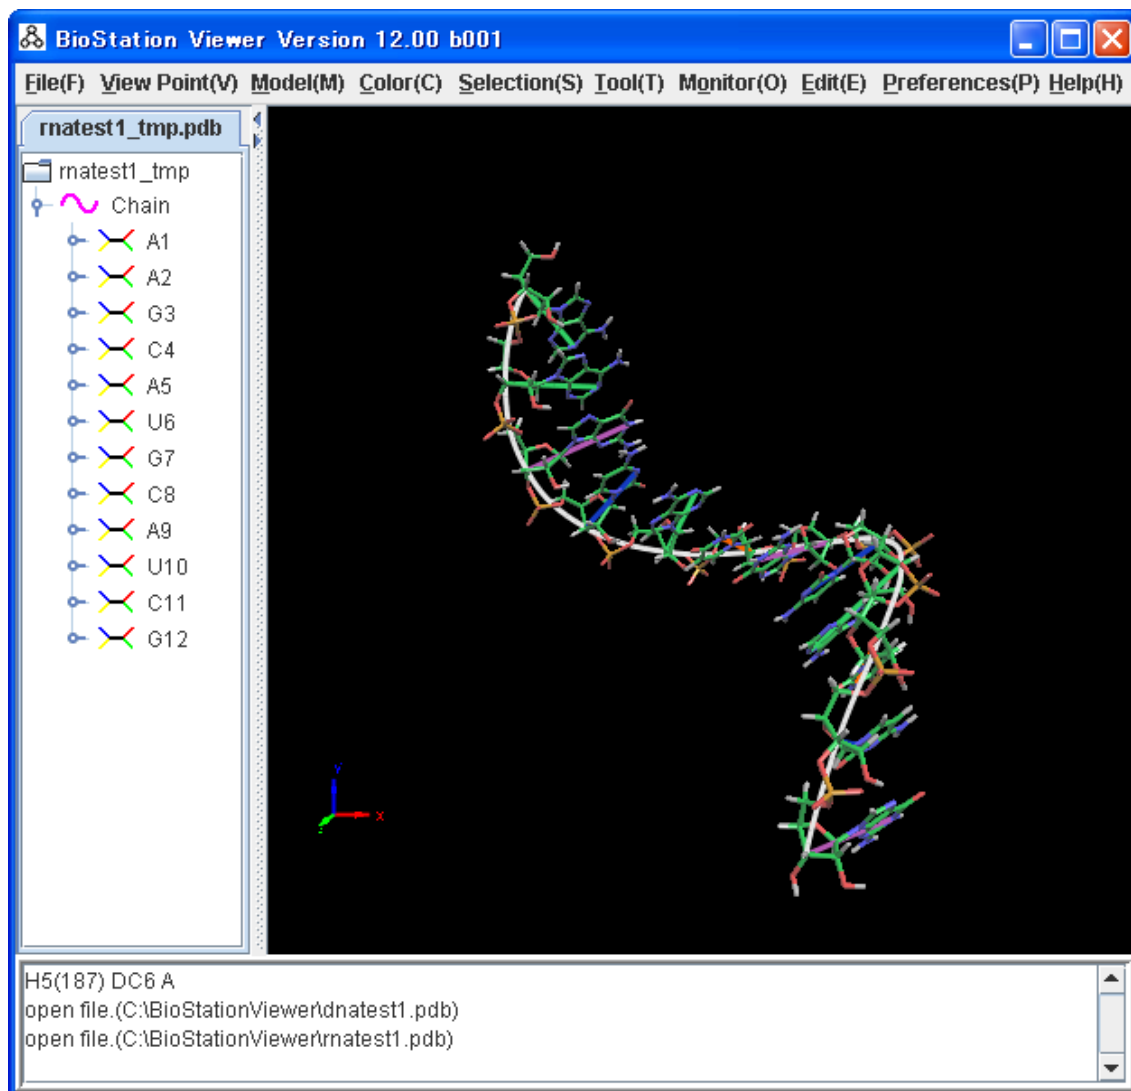 BioStation Viewer Version 12.00 b001
File(F) View Point(V) Model(M) Color(C) Selection(S) Tool(T) Monitor(O) Edit(E) Preferences(P) Help(H)
rnatest1_tmp.pdb
rnatest1_tmp
Chain
A1
A2
G3
C4
A5
U6
G7
C8
A9
U10
C11
G12
Y
X
Z
H5(187) DC6 A
open file.(C:\BioStationViewer\dnatest1.pdb)
open file.(C:\BioStationViewer\rnatest1.pdb)